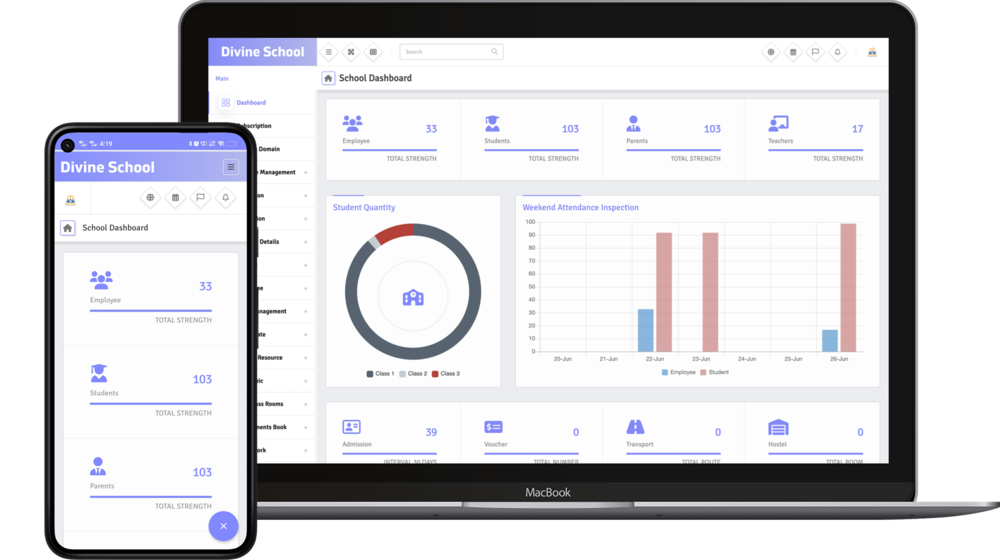 Divine School
Search
Main
School Dashboard
Dashboard
Employee 33
TOTAL STRENGTH
Students 103
TOTAL STRENGTH
Parents 103
TOTAL STRENGTH
Teachers 17
TOTAL STRENGTH
Domain
Management
Details
Resource
Rooms
Book
Student Quantity
Class 1 Class 2 Class 3
Weekend Attendance Inspection
100
90
80
70
60
50
40
30
20
10
0
20-Jun 21-Jun 22-Jun 23-Jun 24-Jun 25-Jun 26-Jun
Employee Student
Admission 39
INTERVAL 30 DAYS
Voucher 0
TOTAL NUMBER
Transport 0
TOTAL ROUTE
Hostel 0
TOTAL ROOM
MacBook
4:19
Divine School
School Dashboard
Employee 33
TOTAL STRENGTH
Students 103
TOTAL STRENGTH
Parents 103
TOTAL STRENGTH